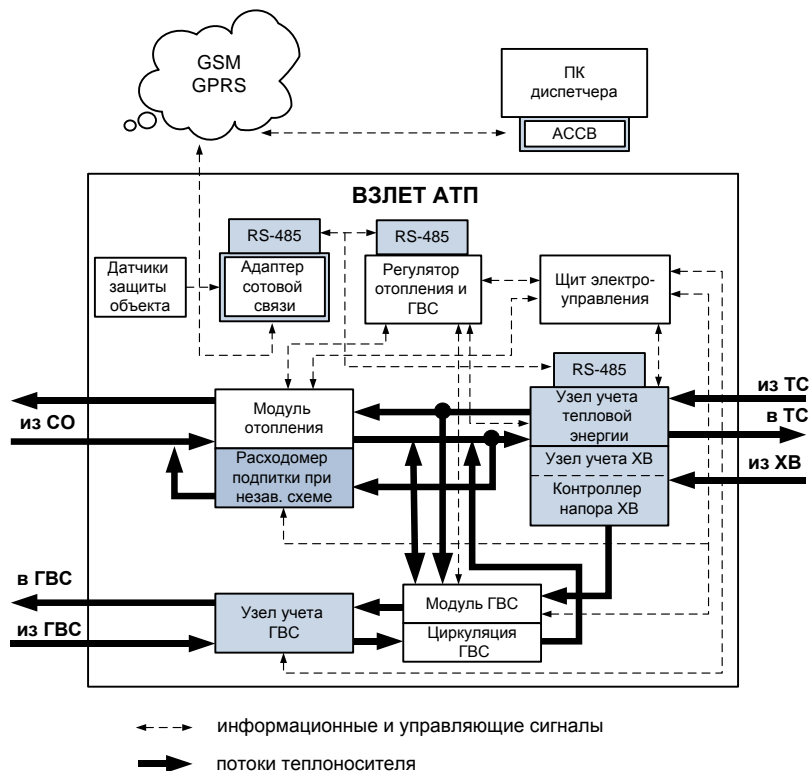 GSM
GPRS
ПК
диспетчера
АССВ
ВЗЛЕТ АТП
RS-485
RS-485
Датчики
защиты
объекта
Адаптер
сотовой
связи
Регулятор
отопления и
ГВС
Щит электро-
управления
RS-485
из ТС
в ТС
из СО
Модуль
отопления
Узел учета
тепловой
энергии
Расходомер
подпитки при
незав. схеме
Узел учета ХВ
из ХВ
Контроллер
напора ХВ
в ГВС
из ГВС
Узел учета
ГВС
Модуль ГВС
Циркуляция
ГВС
информационные и управляющие сигналы
потоки теплоносителя